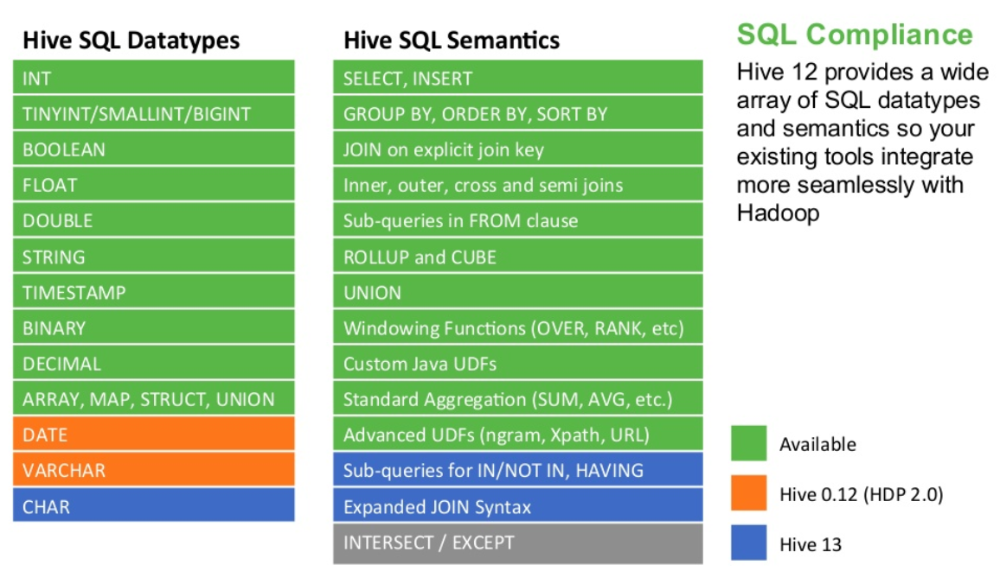 Hive SQL Datatypes
INT
TINYINT/SMALLINT/BIGINT
BOOLEAN
FLOAT
DOUBLE
STRING
TIMESTAMP
BINARY
DECIMAL
ARRAY, MAP, STRUCT, UNION
DATE
VARCHAR
CHAR
Hive SQL Semantics
SELECT, INSERT
GROUP BY, ORDER BY, SORT BY
JOIN on explicit join key
Inner, outer, cross and semi joins
Sub-queries in FROM clause
ROLLUP and CUBE
UNION
Windowing Functions (OVER, RANK, etc)
Custom Java UDFs
Standard Aggregation (SUM, AVG, etc.)
Advanced UDFs (ngram, Xpath, URL)
Sub-queries for IN/NOT IN, HAVING
Expanded JOIN Syntax
INTERSECT / EXCEPT
SQL Compliance
Hive 12 provides a wide
array of SQL datatypes
and semantics so your
existing tools integrate
more seamlessly with
Hadoop
Available
Hive 0.12 (HDP 2.0)
Hive 13